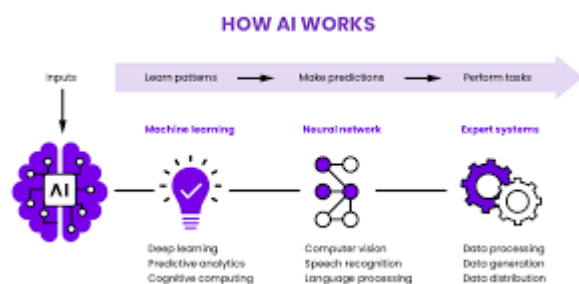 HOW AI WORKS
Inputs
Learn patterns
Make predictions
Perform tasks
Machine learning
Neural network
Expert systems
AI
Deep learning
Predictive analytics
Cognitive computing
Computer vision
Speech recognition
Language processing
Data processing
Data generation
Data distribution